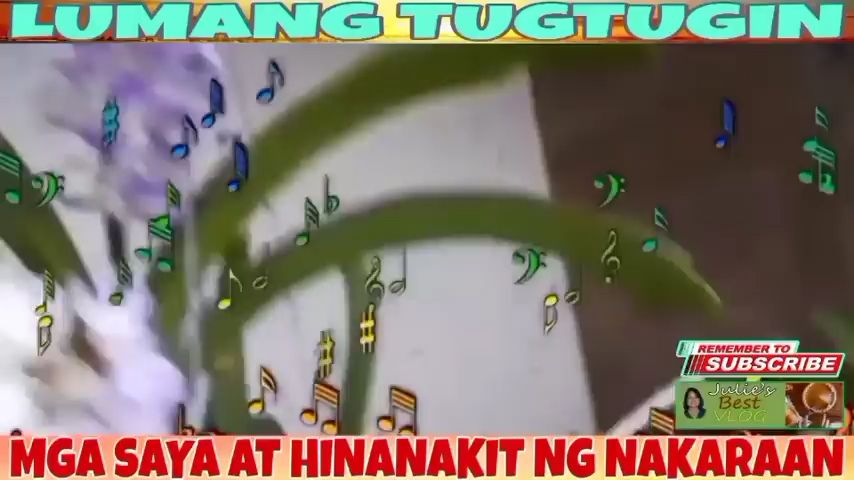 LUMANG TUGTUGIN
REMEMBER TO
SUBSCRIBE
Julie's
Best
VLOG
MGA SAYA AT HINANAKIT NG NAKARAAN